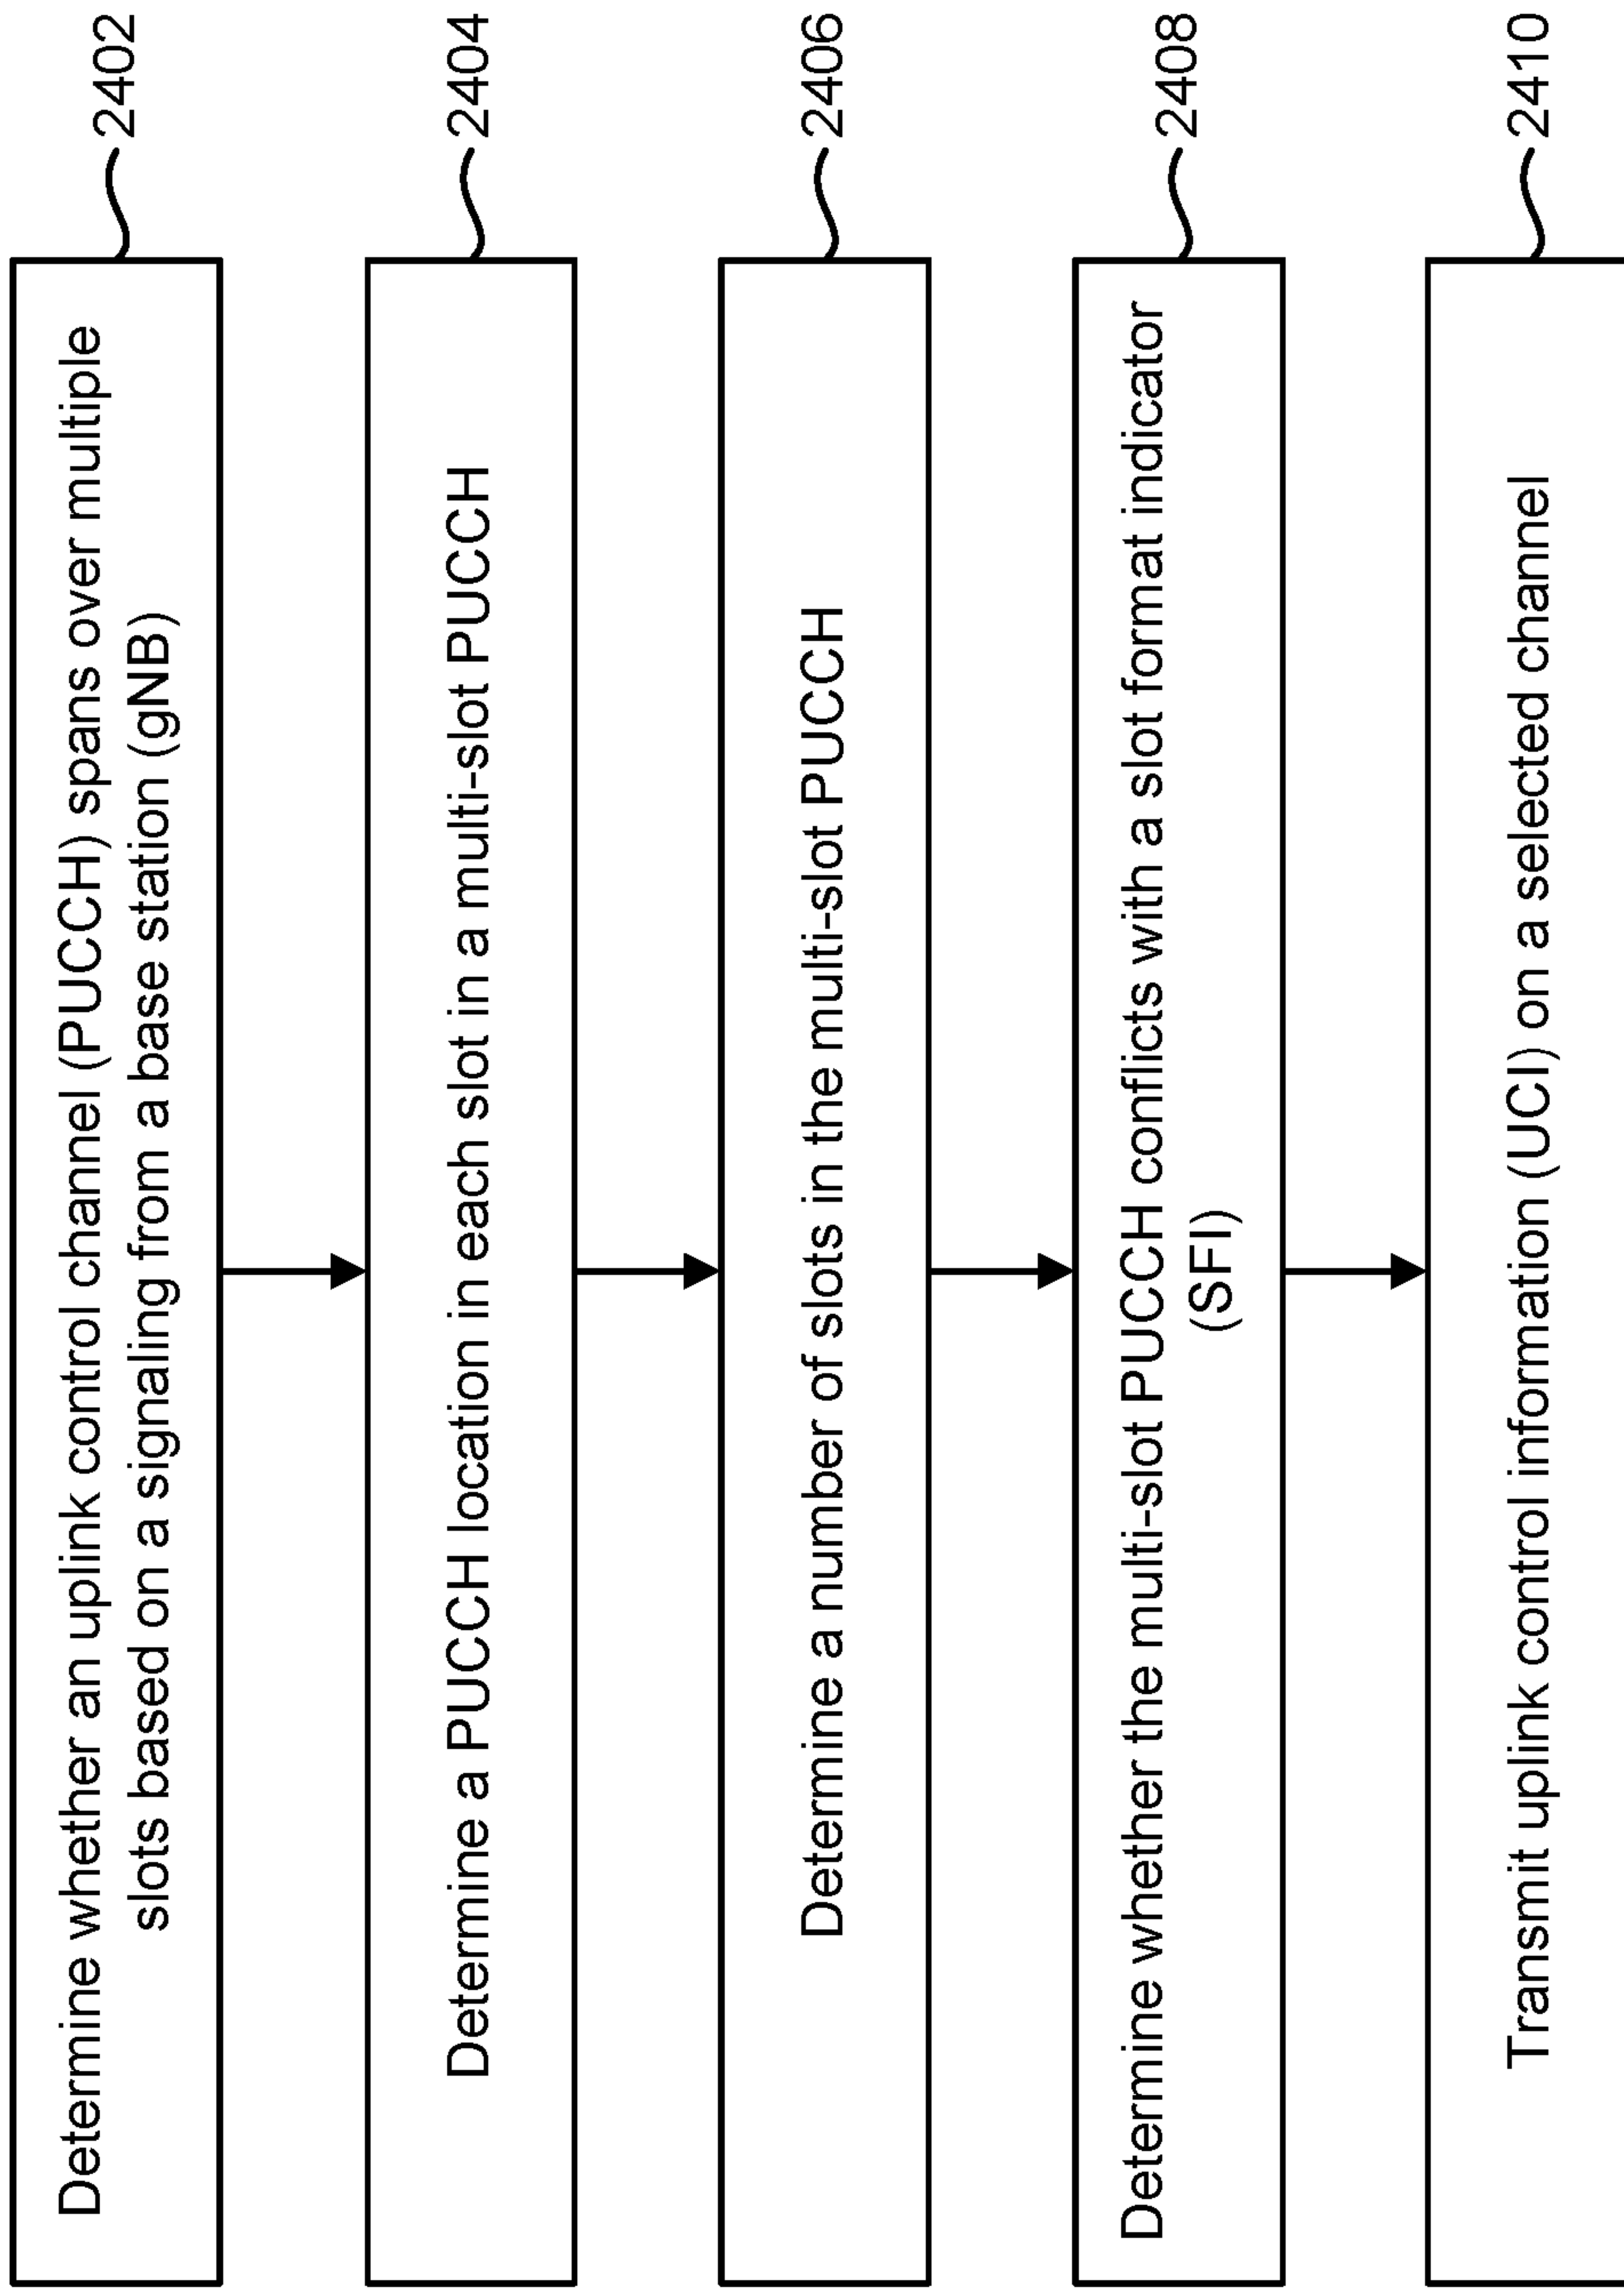 Determine whether an uplink control channel (PUCCH) spans over multiple
slots based on a signaling from a base station (gNB)
2402
Determine a PUCCH location in each slot in a multi-slot PUCCH
2404
Determine a number of slots in the multi-slot PUCCH
2406
Determine whether the multi-slot PUCCH conflicts with a slot format indicator
(SFI)
2408
Transmit uplink control information (UCI) on a selected channel
2410